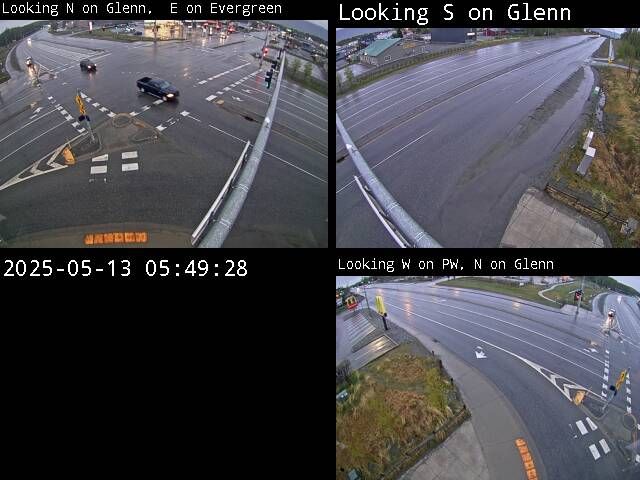 Looking N on Glenn,  E on Evergreen
Looking S on Glenn
2025-05-13 05:49:28
Looking W on PW, N on Glenn